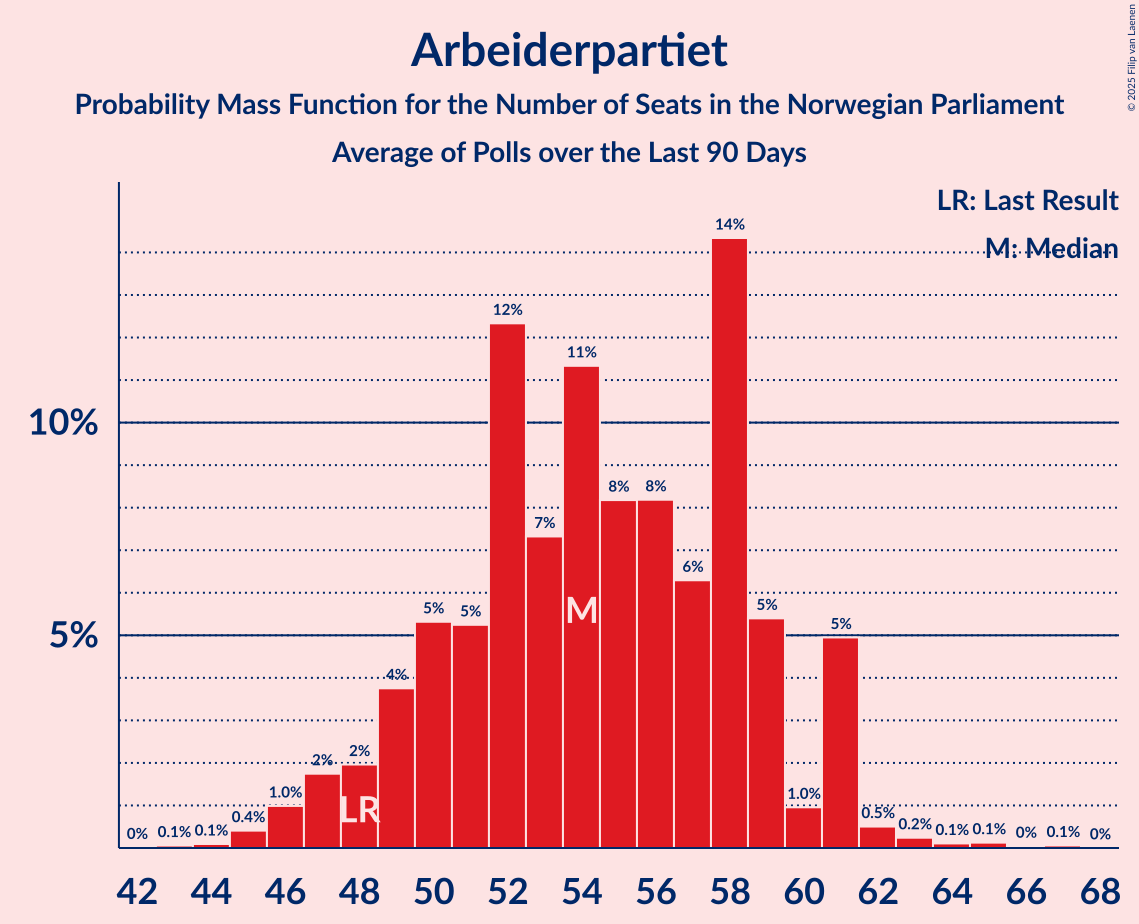 Arbeiderpartiet
Probability Mass Function for the Number of Seats in the Norwegian Parliament
Average of Polls over the Last 90 Days
© 2025 Filip van Laenen
LR: Last Result
M: Median
14%
12%
11%
10%
8% 8%
7%
6%
5% 5% 5% 5%
5%
4%
2% 2%
1.0% 1.0%
0% 0.1% 0.1% 0.4% 0.5% 0.2% 0.1% 0.1% 0% 0.1% 0%
M
LR
42 44 46 48 50 52 54 56 58 60 62 64 66 68